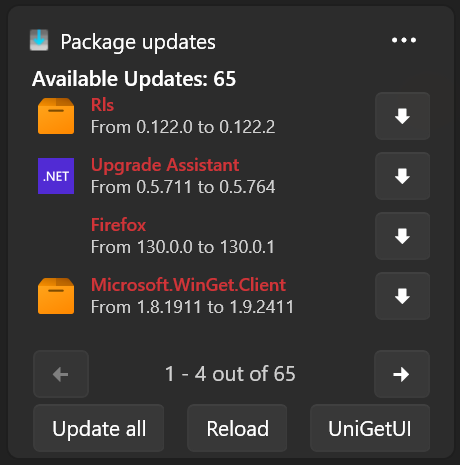 Package updates
Available Updates: 65
Rls
From 0.122.0 to 0.122.2
.NET
Upgrade Assistant
From 0.5.711 to 0.5.764
Firefox
From 130.0.0 to 130.0.1
Microsoft.WinGet.Client
From 1.8.1911 to 1.9.2411
1 - 4 out of 65
Update all
Reload
UniGetUI